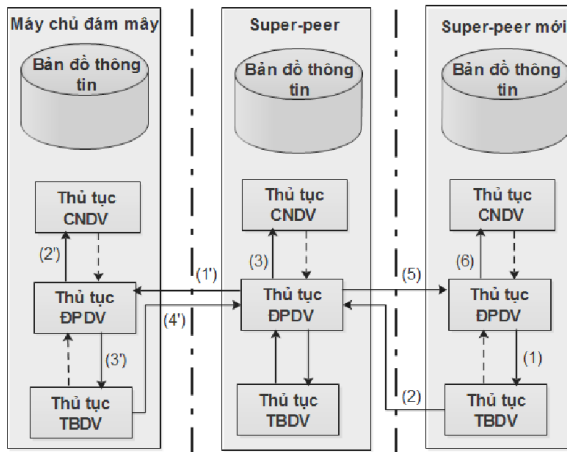 Máy chủ đám mây
Bản đồ thông
tin
Thủ tục
CNDV
(2')
Thủ tục
ĐPDV
(3')
Thủ tục
TBDV
(1')
(4')
Super-peer
Bản đồ thông
tin
Thủ tục
CNDV
(3)
Thủ tục
ĐPDV
Thủ tục
TBDV
(5)
(2)
Super-peer mới
Bản đồ thông
tin
Thủ tục
CNDV
(6)
Thủ tục
ĐPDV
(1)
Thủ tục
TBDV